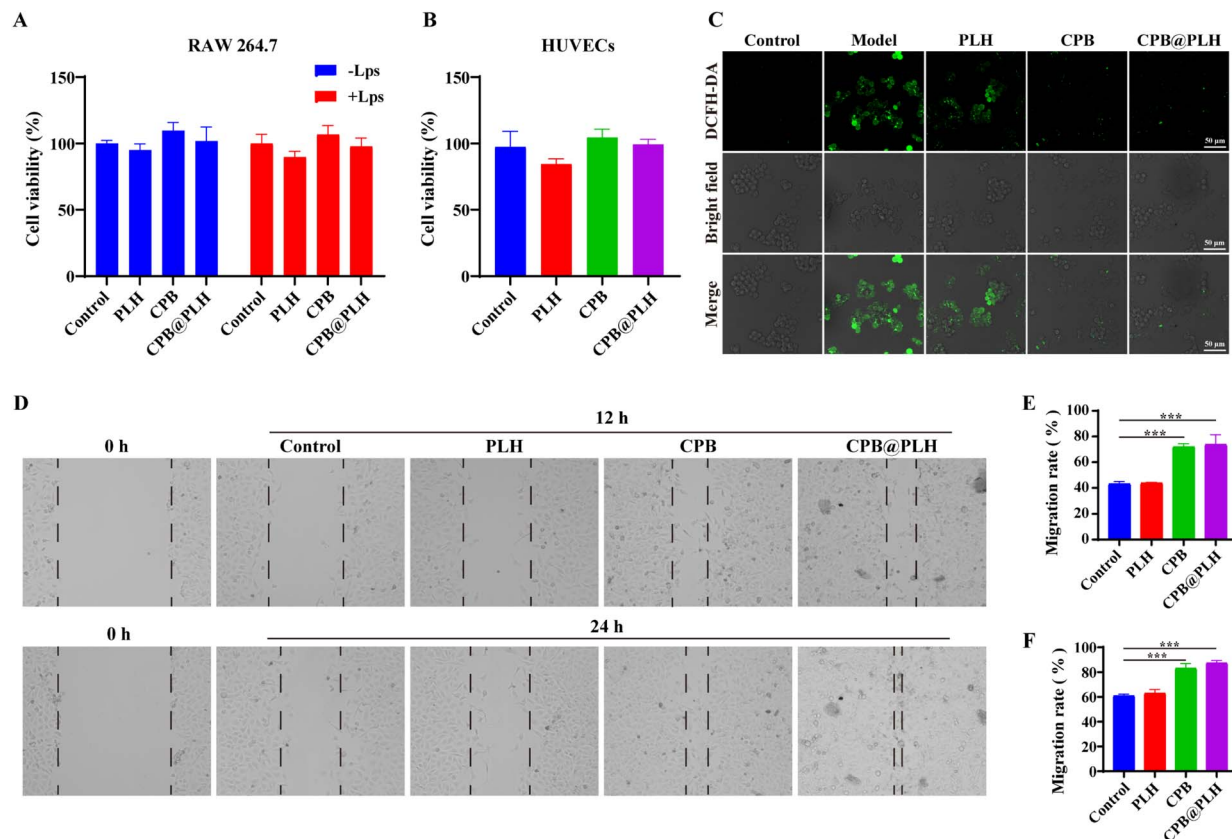 A
RAW 264.7
-Lps
+Lps
Cell viability (%)
150
100
50
0
Control
PLH
CPB
CPB@PLH
Control
PLH
CPB
CPB@PLH
B
HUVECs
Cell viability (%)
150
100
50
0
Control
PLH
CPB
CPB@PLH
C
Control Model PLH CPB CPB@PLH
DCFH-DA
50 μm
Bright field
50 μm
Merge
50 μm
D
12 h
0 h Control PLH CPB CPB@PLH
0 h 24 h
E
Migration rate ( % )
100
80
60
40
20
0
***
***
Control
PLH
CPB
CPB@PLH
F
Migration rate ( % )
100
80
60
40
20
0
***
***
Control
PLH
CPB
CPB@PLH